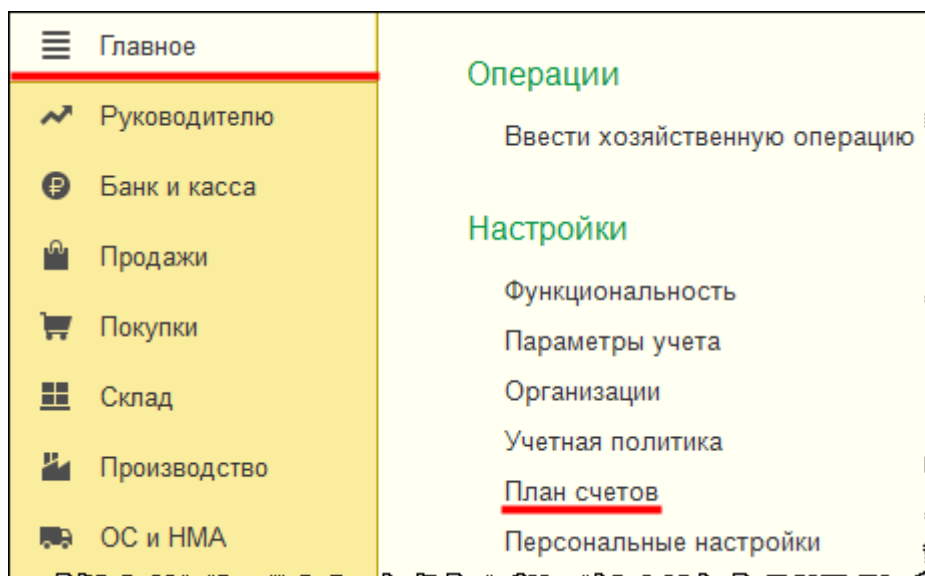 Главное
Руководителю
Банк и касса
Продажи
Покупки
Склад
Производство
ОС и НМА
Операции
Ввести хозяйственную операцию
Настройки
Функциональность
Параметры учета
Организации
Учетная политика
План счетов
Персональные настройки